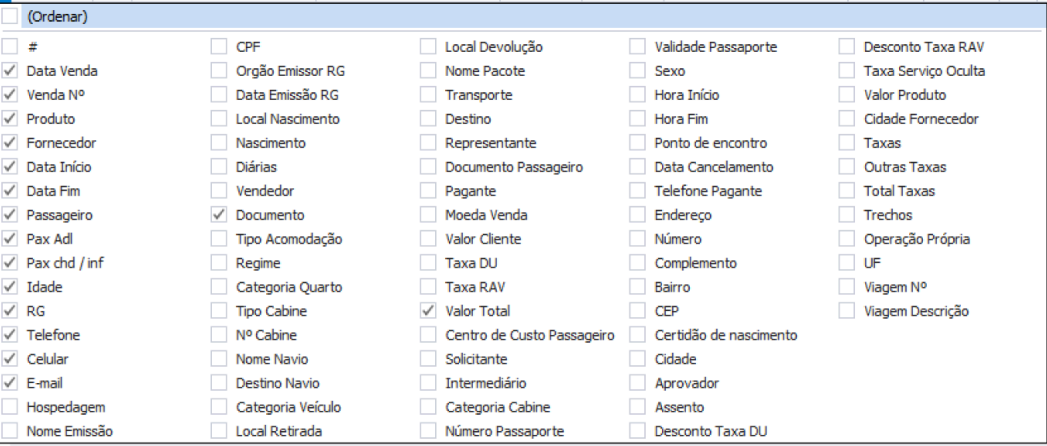 (Ordenar)
#
Data Venda
Venda Nº
Produto
Fornecedor
Data Início
Data Fim
Passageiro
Pax Adl
Pax chd / inf
Idade
RG
Telefone
Celular
E-mail
Hospedagem
Nome Emissão
CPF
Orgão Emissor RG
Data Emissão RG
Local Nascimento
Nascimento
Diárias
Vendedor
Documento
Tipo Acomodação
Regime
Categoria Quarto
Tipo Cabine
Nº Cabine
Nome Navio
Destino Navio
Categoria Veículo
Local Retirada
Local Devolução
Nome Pacote
Transporte
Destino
Representante
Documento Passageiro
Pagante
Moeda Venda
Valor Cliente
Taxa DU
Taxa RAV
Valor Total
Centro de Custo Passageiro
Solicitante
Intermediário
Categoria Cabine
Número Passaporte
Validade Passaporte
Sexo
Hora Início
Hora Fim
Ponto de encontro
Data Cancelamento
Telefone Pagante
Endereço
Número
Complemento
Bairro
CEP
Certidão de nascimento
Cidade
Aprovador
Assento
Desconto Taxa DU
Desconto Taxa RAV
Taxa Serviço Oculta
Valor Produto
Cidade Fornecedor
Taxas
Outras Taxas
Total Taxas
Trechos
Operação Própria
UF
Viagem Nº
Viagem Descrição